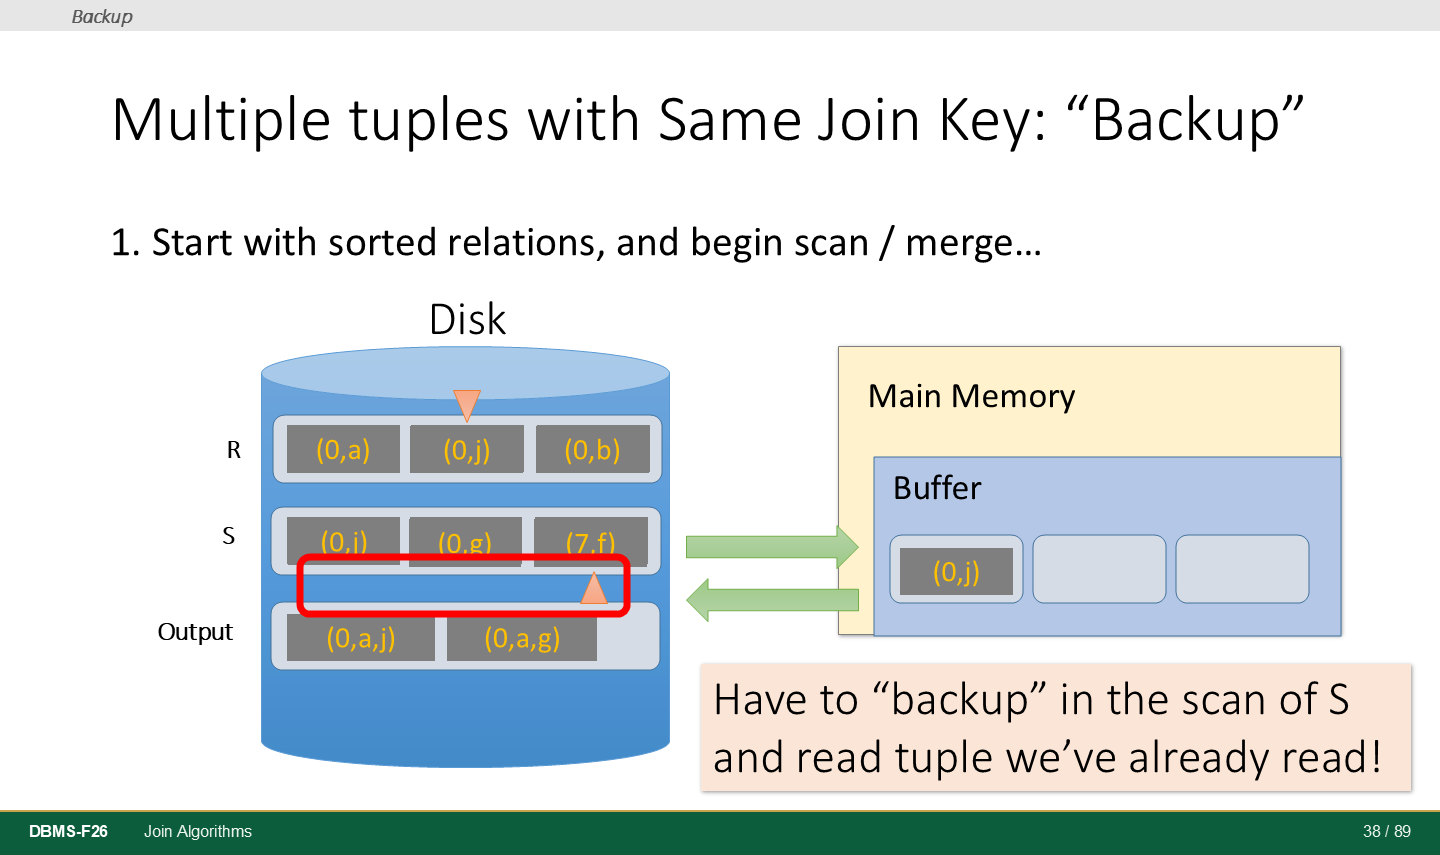 Backup
Multiple tuples with Same Join Key: “Backup”
1. Start with sorted relations, and begin scan / merge…
Disk
Main Memory
R
(0,a) (0,j) (0,b)
Buffer
S
(0,j) (0,g) (7,f)
(0,j)
Output
(0,a,j) (0,a,g)
Have to “backup” in the scan of S
and read tuple we’ve already read!
DBMS-F26 Join Algorithms 38 / 89